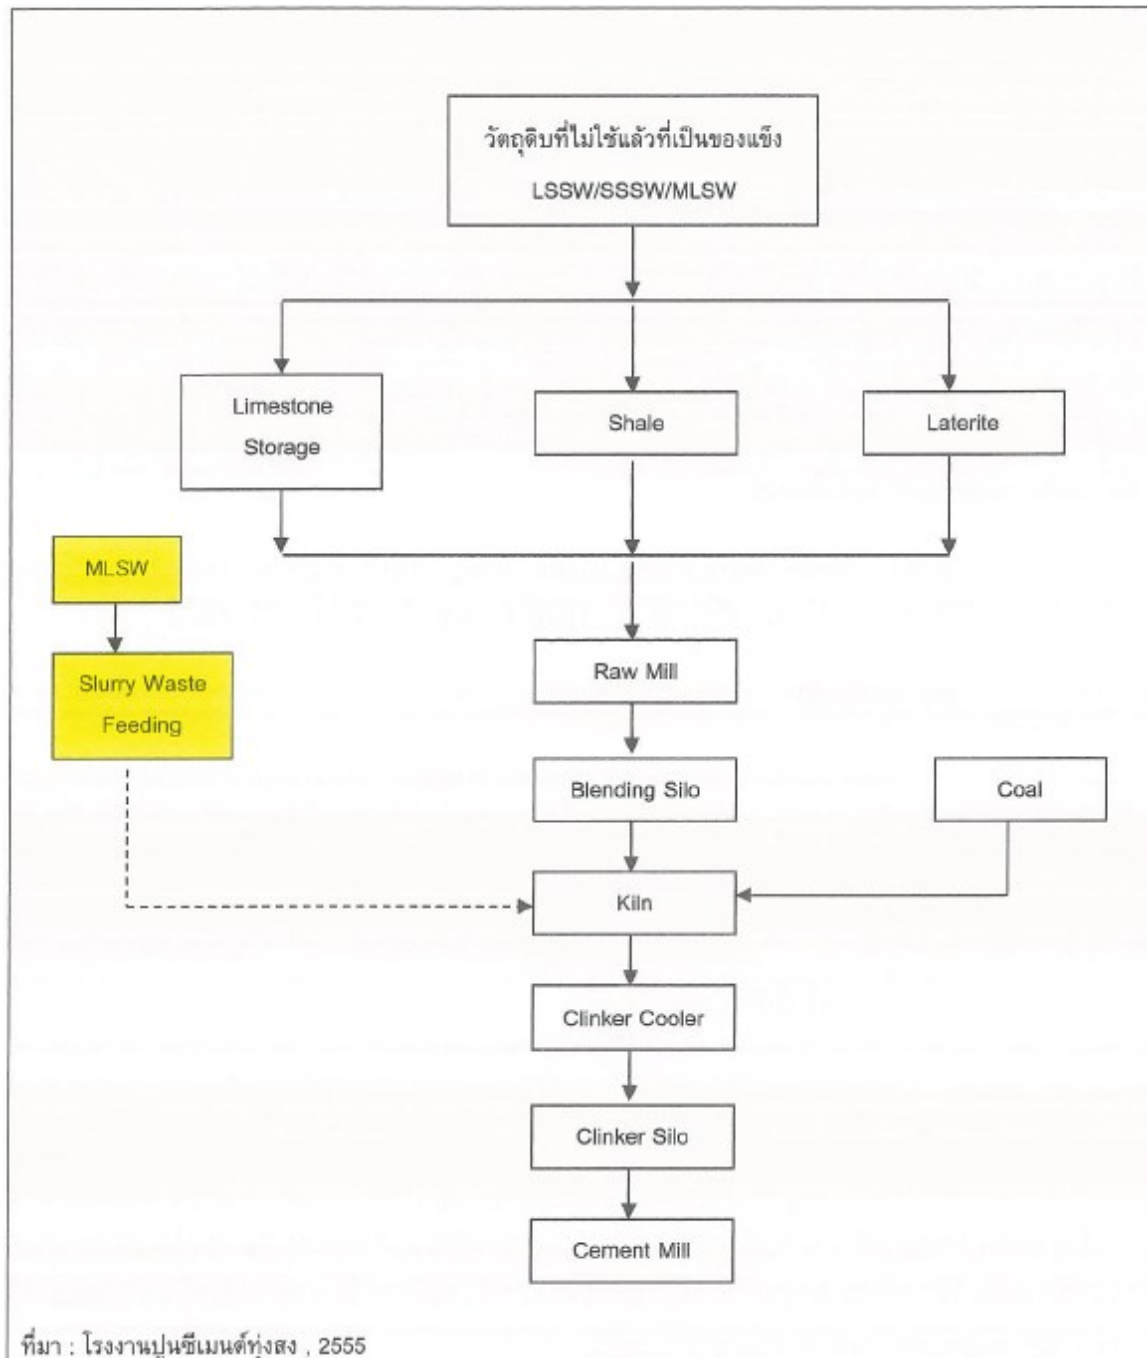 วัตถุดิบที่ไม่ใช้แล้วที่เป็นของแข็ง
LSSW/SSSW/MLSW
Limestone
Storage
Shale
Laterite
MLSW
Slurry Waste
Feeding
Raw Mill
Blending Silo
Coal
Kiln
Clinker Cooler
Clinker Silo
Cement Mill
ที่มา : โรงงานปูนซีเมนต์ทุ่งสง , 2555